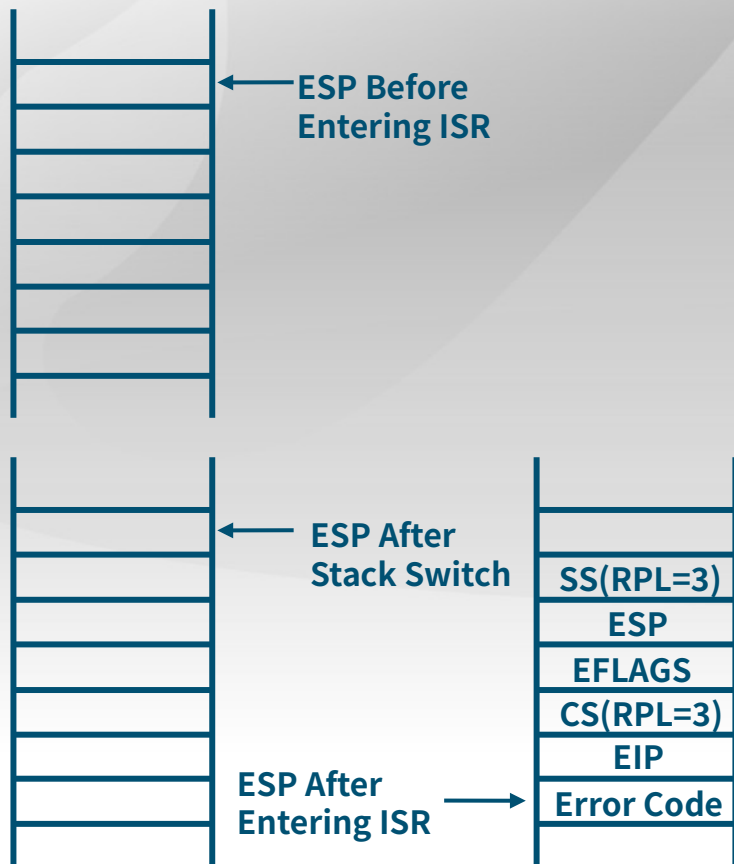 ESP Before
Entering ISR
ESP After
Stack Switch
SS(RPL=3)
ESP
EFLAGS
CS(RPL=3)
EIP
Error Code
ESP After
Entering ISR